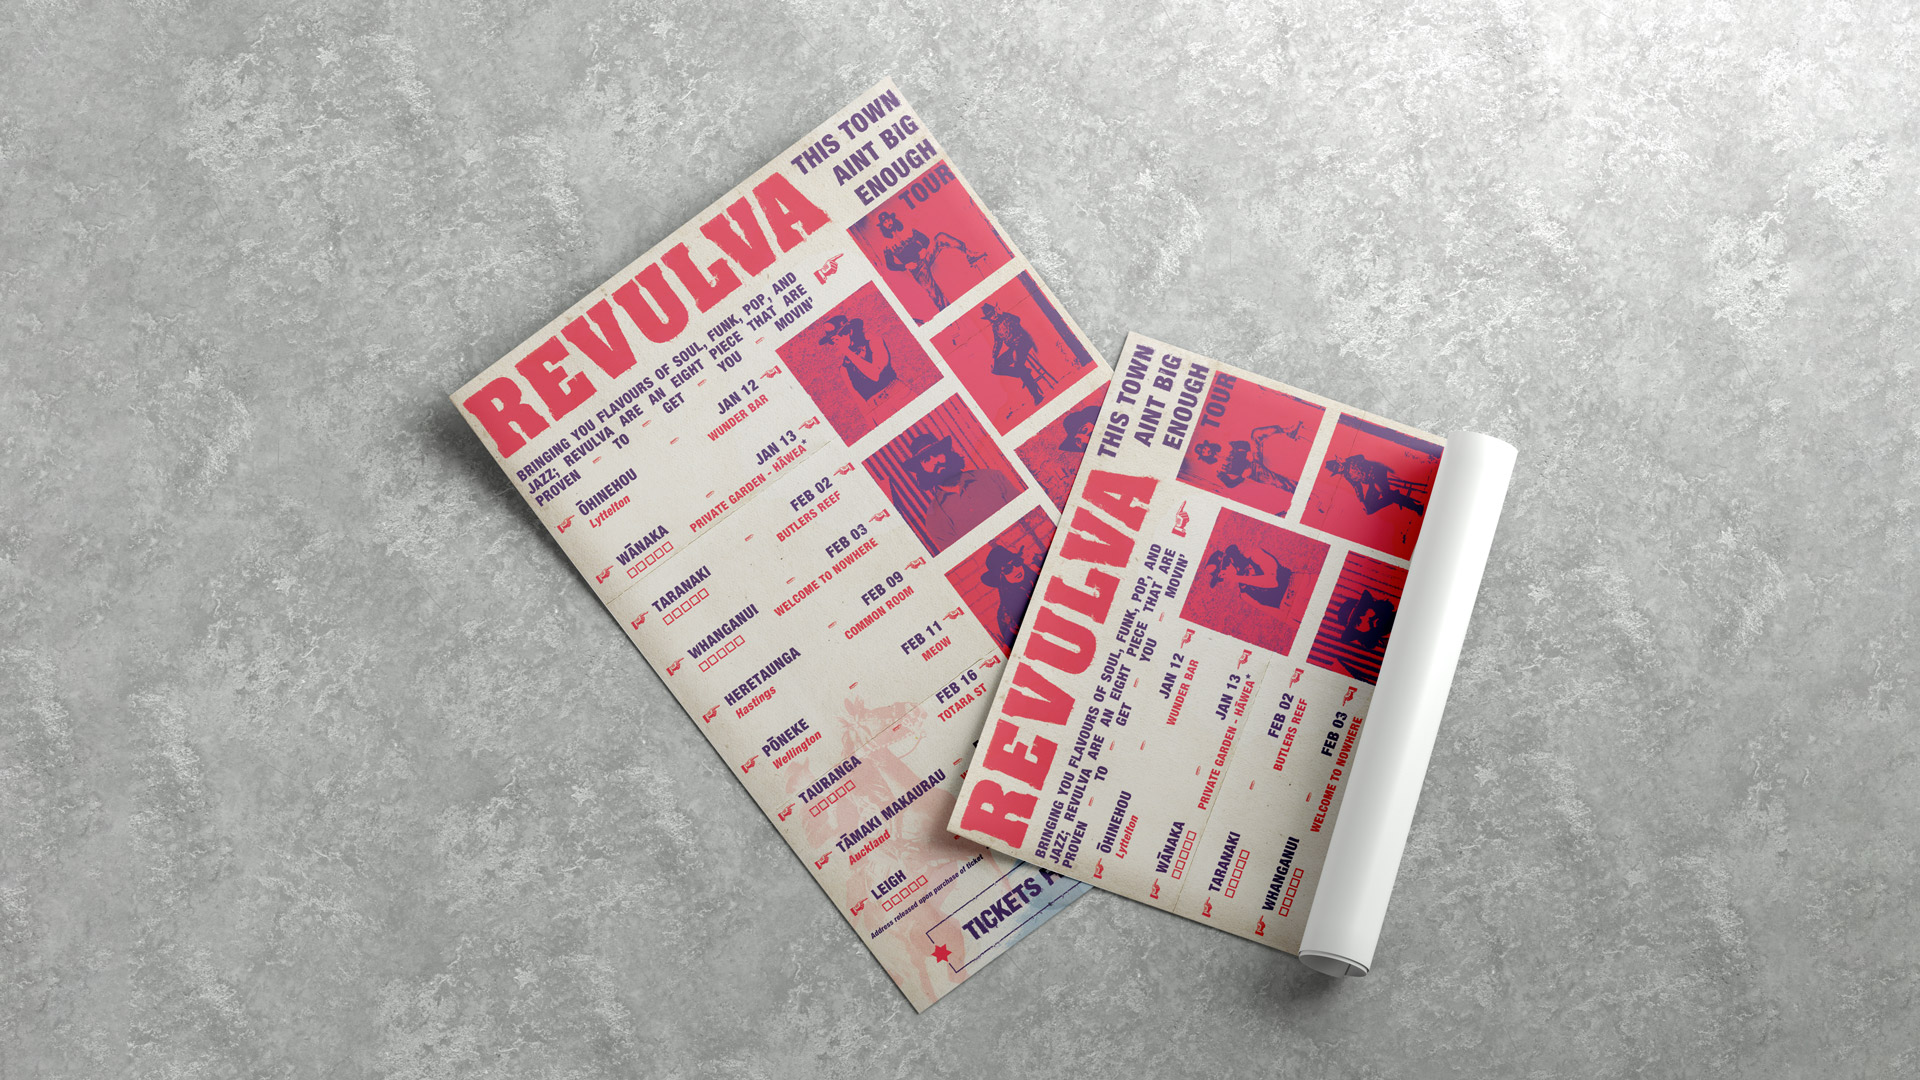 REVULVA
THIS TOWN
AINT BIG
ENOUGH
TOUR
BRINGING YOU FLAVOURS OF SOUL, FUNK, POP, AND
JAZZ; REVULVA ARE AN EIGHT PIECE THAT ARE
PROVEN - TO - GET - YOU - MOVIN'
ŌHINEHOU JAN 12
Lyttelton WUNDER BAR
WĀNAKA JAN 13
PRIVATE GARDEN - HĀWEA*
TARANAKI FEB 02
BUTLERS REEF
WHANGANUI FEB 03
WELCOME TO NOWHERE
HERETAUNGA FEB 09
Hastings COMMON ROOM
PŌNEKE FEB 11
Wellington MEOW
TAURANGA FEB 16
TOTARA ST
TĀMAKI MAKAURAU
Auckland
LEIGH
Address released upon purchase of ticket
TICKETS
REVULVA
THIS TOWN
AINT BIG
ENOUGH
TOUR
BRINGING YOU FLAVOURS OF SOUL, FUNK, POP, AND
JAZZ; REVULVA ARE AN EIGHT PIECE THAT ARE
PROVEN - TO - GET - YOU - MOVIN'
ŌHINEHOU JAN 12
Lyttelton WUNDER BAR
WĀNAKA JAN 13
PRIVATE GARDEN - HĀWEA*
TARANAKI FEB 02
BUTLERS REEF
WHANGANUI FEB 03
WELCOME TO NOWHERE